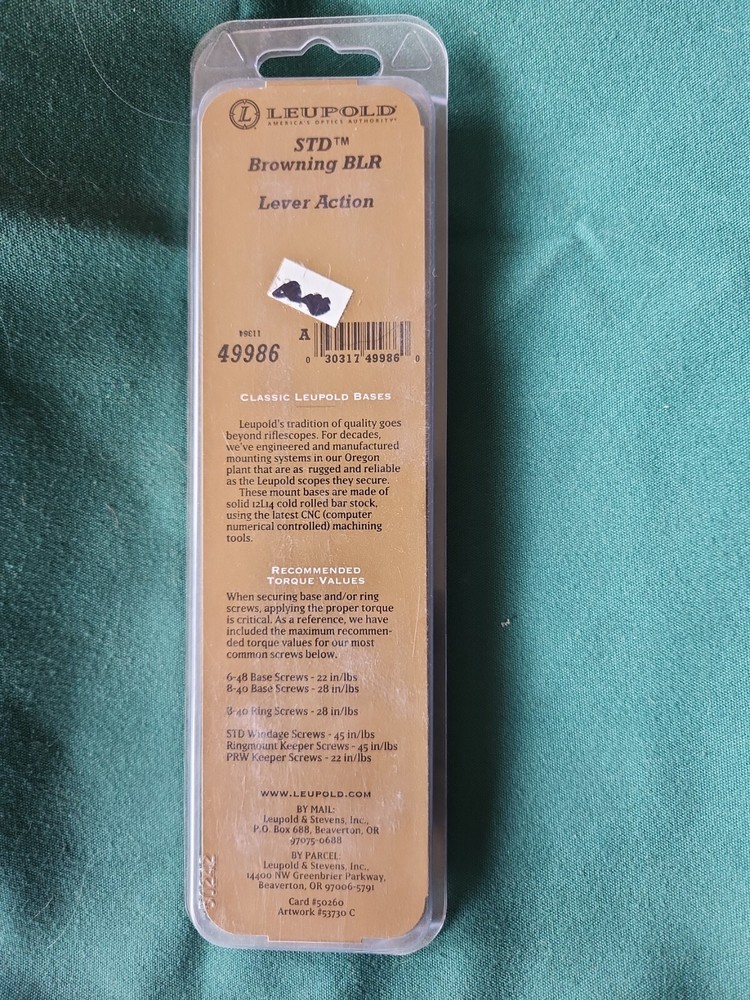 L LEUPOLD®
AMERICA'S OPTICS AUTHORITY®
STD™
Browning BLR
Lever Action
49986
A
0 30317 49986 0
CLASSIC LEUPOLD BASES
Leupold's tradition of quality goes
beyond riflescopes. For decades,
we've engineered and manufactured
mounting systems in our Oregon
plant that are as rugged and reliable
as the Leupold scopes they secure.
These mount bases are made of
solid 12L14 cold rolled bar stock,
using the latest CNC (computer
numerical controlled) machining
tools.
RECOMMENDED
TORQUE VALUES
When securing base and/or ring
screws, applying the proper torque
is critical. As a reference, we have
included the maximum recommen-
ded torque values for our most
common screws below.
6-48 Base Screws - 22 in/lbs
8-40 Base Screws - 28 in/lbs
8-40 Ring Screws - 28 in/lbs
STD Windage Screws - 45 in/lbs
Ringmount Keeper Screws - 45 in/lbs
PRW Keeper Screws - 22 in/lbs
WWW.LEUPOLD.COM
BY MAIL:
Leupold & Stevens, Inc.,
P.O. Box 688, Beaverton, OR
97075-0688
BY PARCEL:
Leupold & Stevens, Inc.,
14400 NW Greenbrier Parkway,
Beaverton, OR 97006-5791
Card #50260
Artwork #53730 C